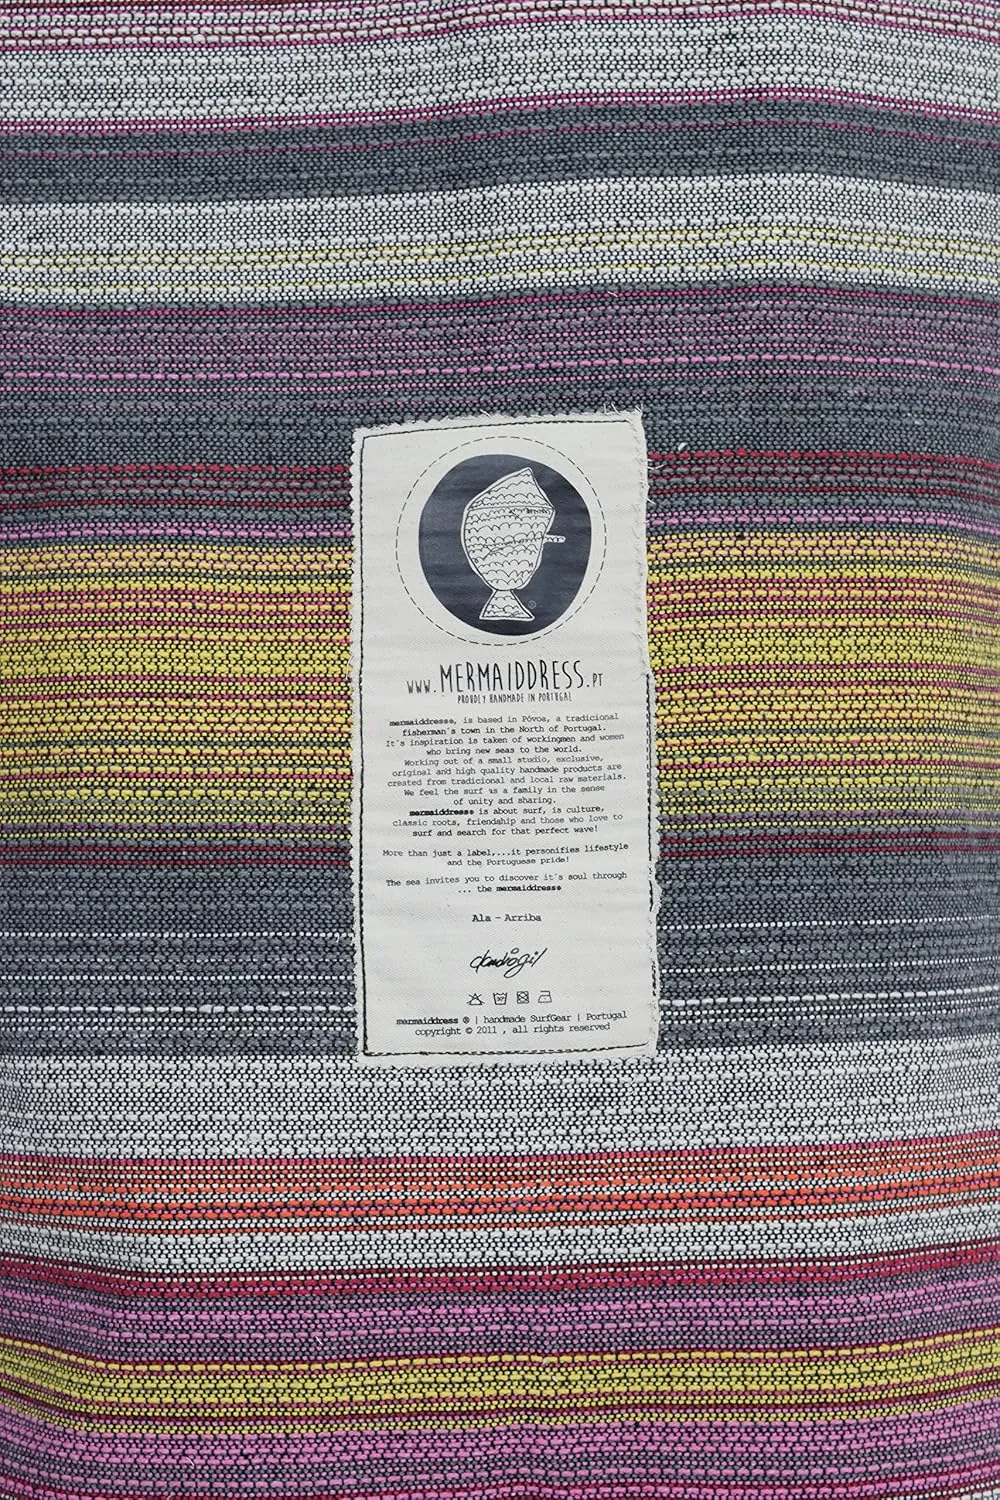 ®
www.MERMAIDDRESS.PT
PROUDLY HANDMADE IN PORTUGAL
mermaiddress®, is based in Póvoa, a tradicional
fisherman´s town in the North of Portugal.
It´s inspiration is taken of workingmen and women
who bring new seas to the world.
Working out of a small studio, exclusive,
original and high quality handmade products are
created from tradicional and local raw materials.
We feel the surf as a family in the sense
of unity and sharing.
mermaiddress® is about surf, is culture,
classic roots, friendship and those who love to
surf and search for that perfect wave!
More than just a label,...it personifies lifestyle
and the Portuguese pride!
The sea invites you to discover it´s soul through
... the mermaiddress®
Ala - Arriba
30°
mermaiddress ® | handmade SurfGear | Portugal
copyright © 2011 , all rights reserved